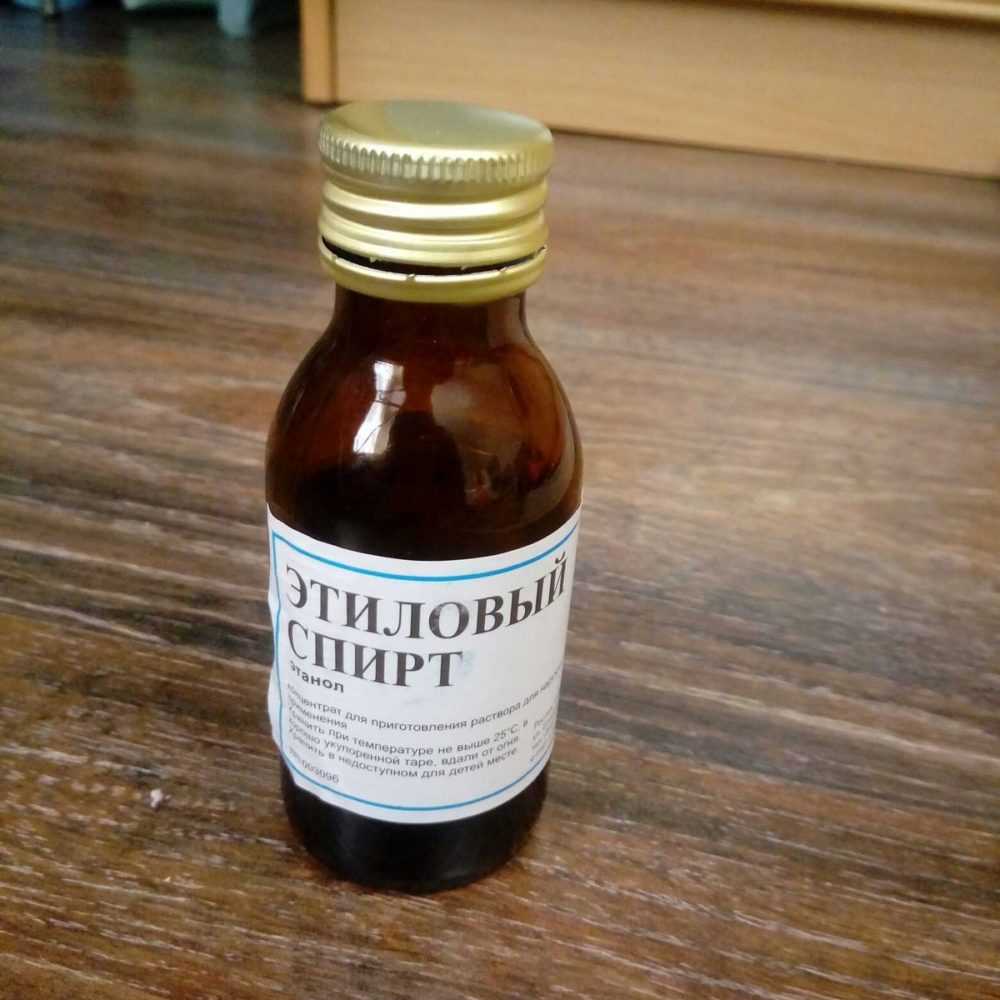 ЭТИЛОВЫЙ
СПИРТ
этанол
концентрат для приготовления раствора для
применения
Хранить при температуре не выше 25°С, в
хорошо укупоренной таре, вдали от огня.
Хранить в недоступном для детей месте.